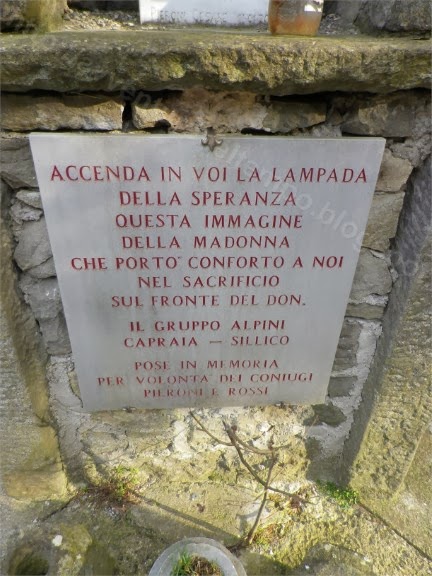 ACCENDA IN VOI LA LAMPADA
DELLA SPERANZA
QUESTA IMMAGINE
DELLA MADONNA
CHE PORTO' CONFORTO A NOI
NEL SACRIFICIO
SUL FRONTE DEL DON.
IL GRUPPO ALPINI
CAPRAIA – SILLICO
POSE IN MEMORIA
PER VOLONTA' DEI CONIUGI
PIERONI E ROSSI